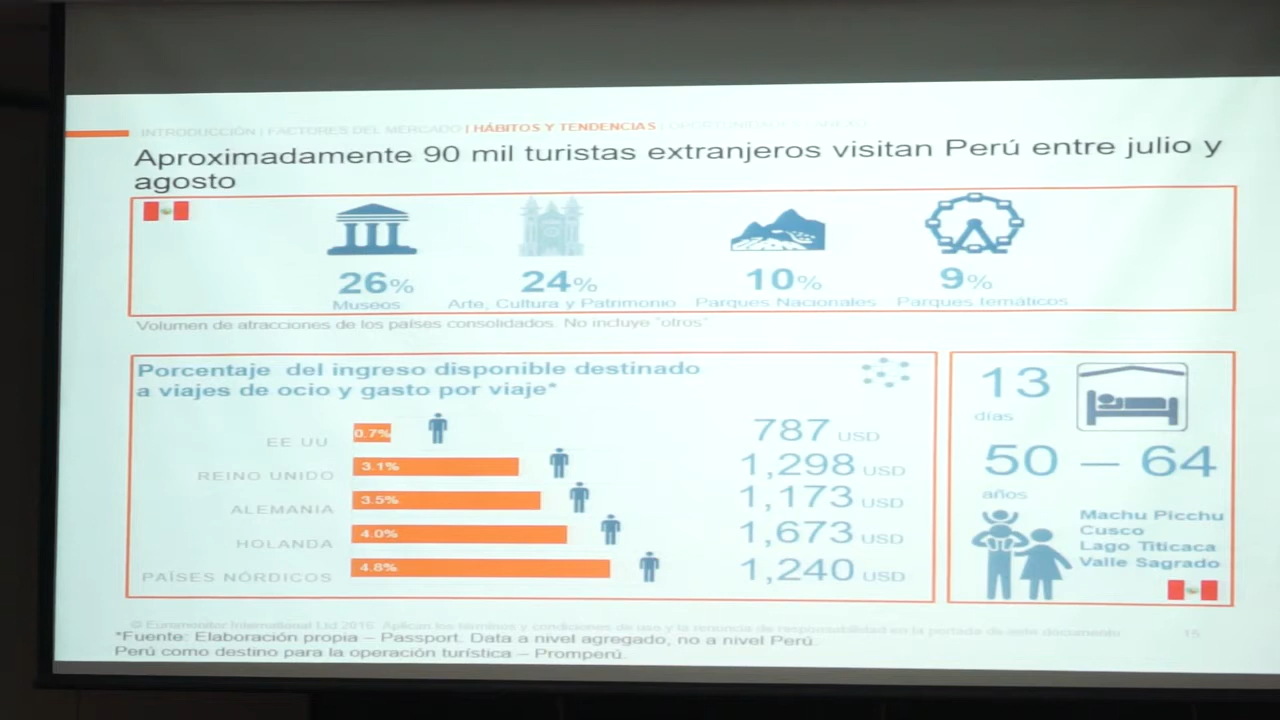 INTRODUCCIÓN | FACTORES DEL MERCADO | HÁBITOS Y TENDENCIAS | OPORTUNIDADES | ANEXO
Aproximadamente 90 mil turistas extranjeros visitan Perú entre julio y
agosto
26% 24% 10% 9%
Museos Arte, Cultura y Patrimonio Parques Nacionales Parques temáticos
Volumen de atracciones de los países consolidados. No incluye "otros"
Porcentaje del ingreso disponible destinado
a viajes de ocio y gasto por viaje*
EE UU 0.7% 787 USD
REINO UNIDO 3.1% 1,298 USD
ALEMANIA 3.5% 1,173 USD
HOLANDA 4.0% 1,673 USD
PAÍSES NÓRDICOS 4.8% 1,240 USD
13
días
50 – 64
años
Machu Picchu
Cusco
Lago Titicaca
Valle Sagrado
© Euromonitor International Ltd 2016. Aplican los términos y condiciones de uso y la renuncia de responsabilidad en la portada de este documento 15
*Fuente: Elaboración propia – Passport. Data a nivel agregado, no a nivel Perú.
Perú como destino para la operación turística – Promperú.